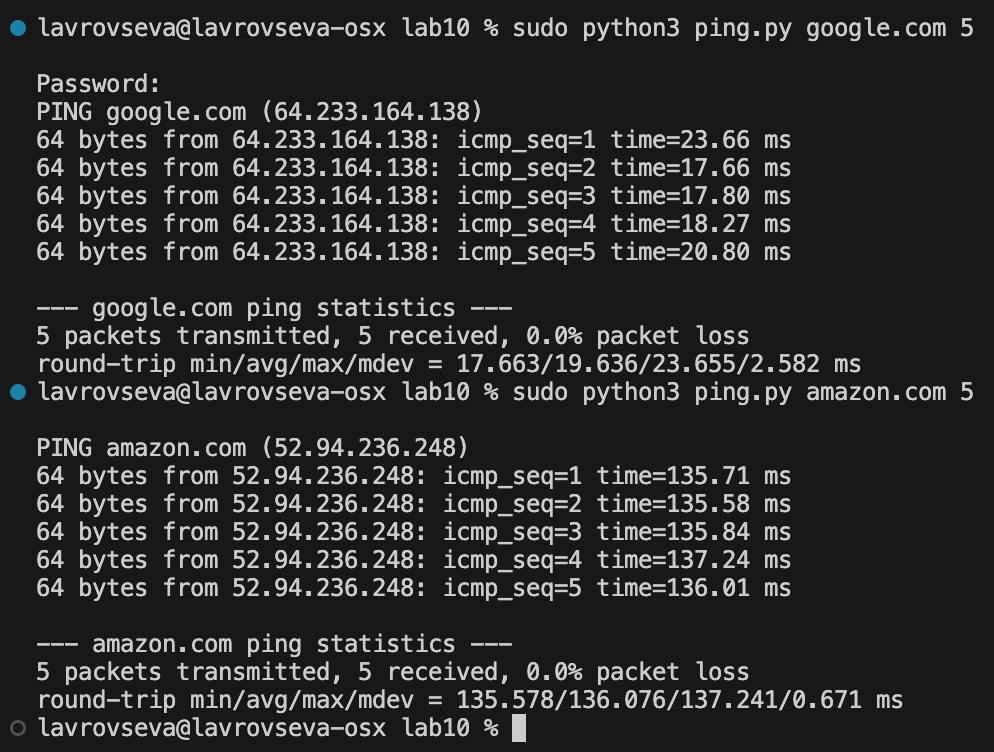 lavrovseva@lavrovseva-osx lab10 % sudo python3 ping.py google.com 5
Password:
PING google.com (64.233.164.138)
64 bytes from 64.233.164.138: icmp_seq=1 time=23.66 ms
64 bytes from 64.233.164.138: icmp_seq=2 time=17.66 ms
64 bytes from 64.233.164.138: icmp_seq=3 time=17.80 ms
64 bytes from 64.233.164.138: icmp_seq=4 time=18.27 ms
64 bytes from 64.233.164.138: icmp_seq=5 time=20.80 ms
--- google.com ping statistics ---
5 packets transmitted, 5 received, 0.0% packet loss
round-trip min/avg/max/mdev = 17.663/19.636/23.655/2.582 ms
lavrovseva@lavrovseva-osx lab10 % sudo python3 ping.py amazon.com 5
PING amazon.com (52.94.236.248)
64 bytes from 52.94.236.248: icmp_seq=1 time=135.71 ms
64 bytes from 52.94.236.248: icmp_seq=2 time=135.58 ms
64 bytes from 52.94.236.248: icmp_seq=3 time=135.84 ms
64 bytes from 52.94.236.248: icmp_seq=4 time=137.24 ms
64 bytes from 52.94.236.248: icmp_seq=5 time=136.01 ms
--- amazon.com ping statistics ---
5 packets transmitted, 5 received, 0.0% packet loss
round-trip min/avg/max/mdev = 135.578/136.076/137.241/0.671 ms
lavrovseva@lavrovseva-osx lab10 %